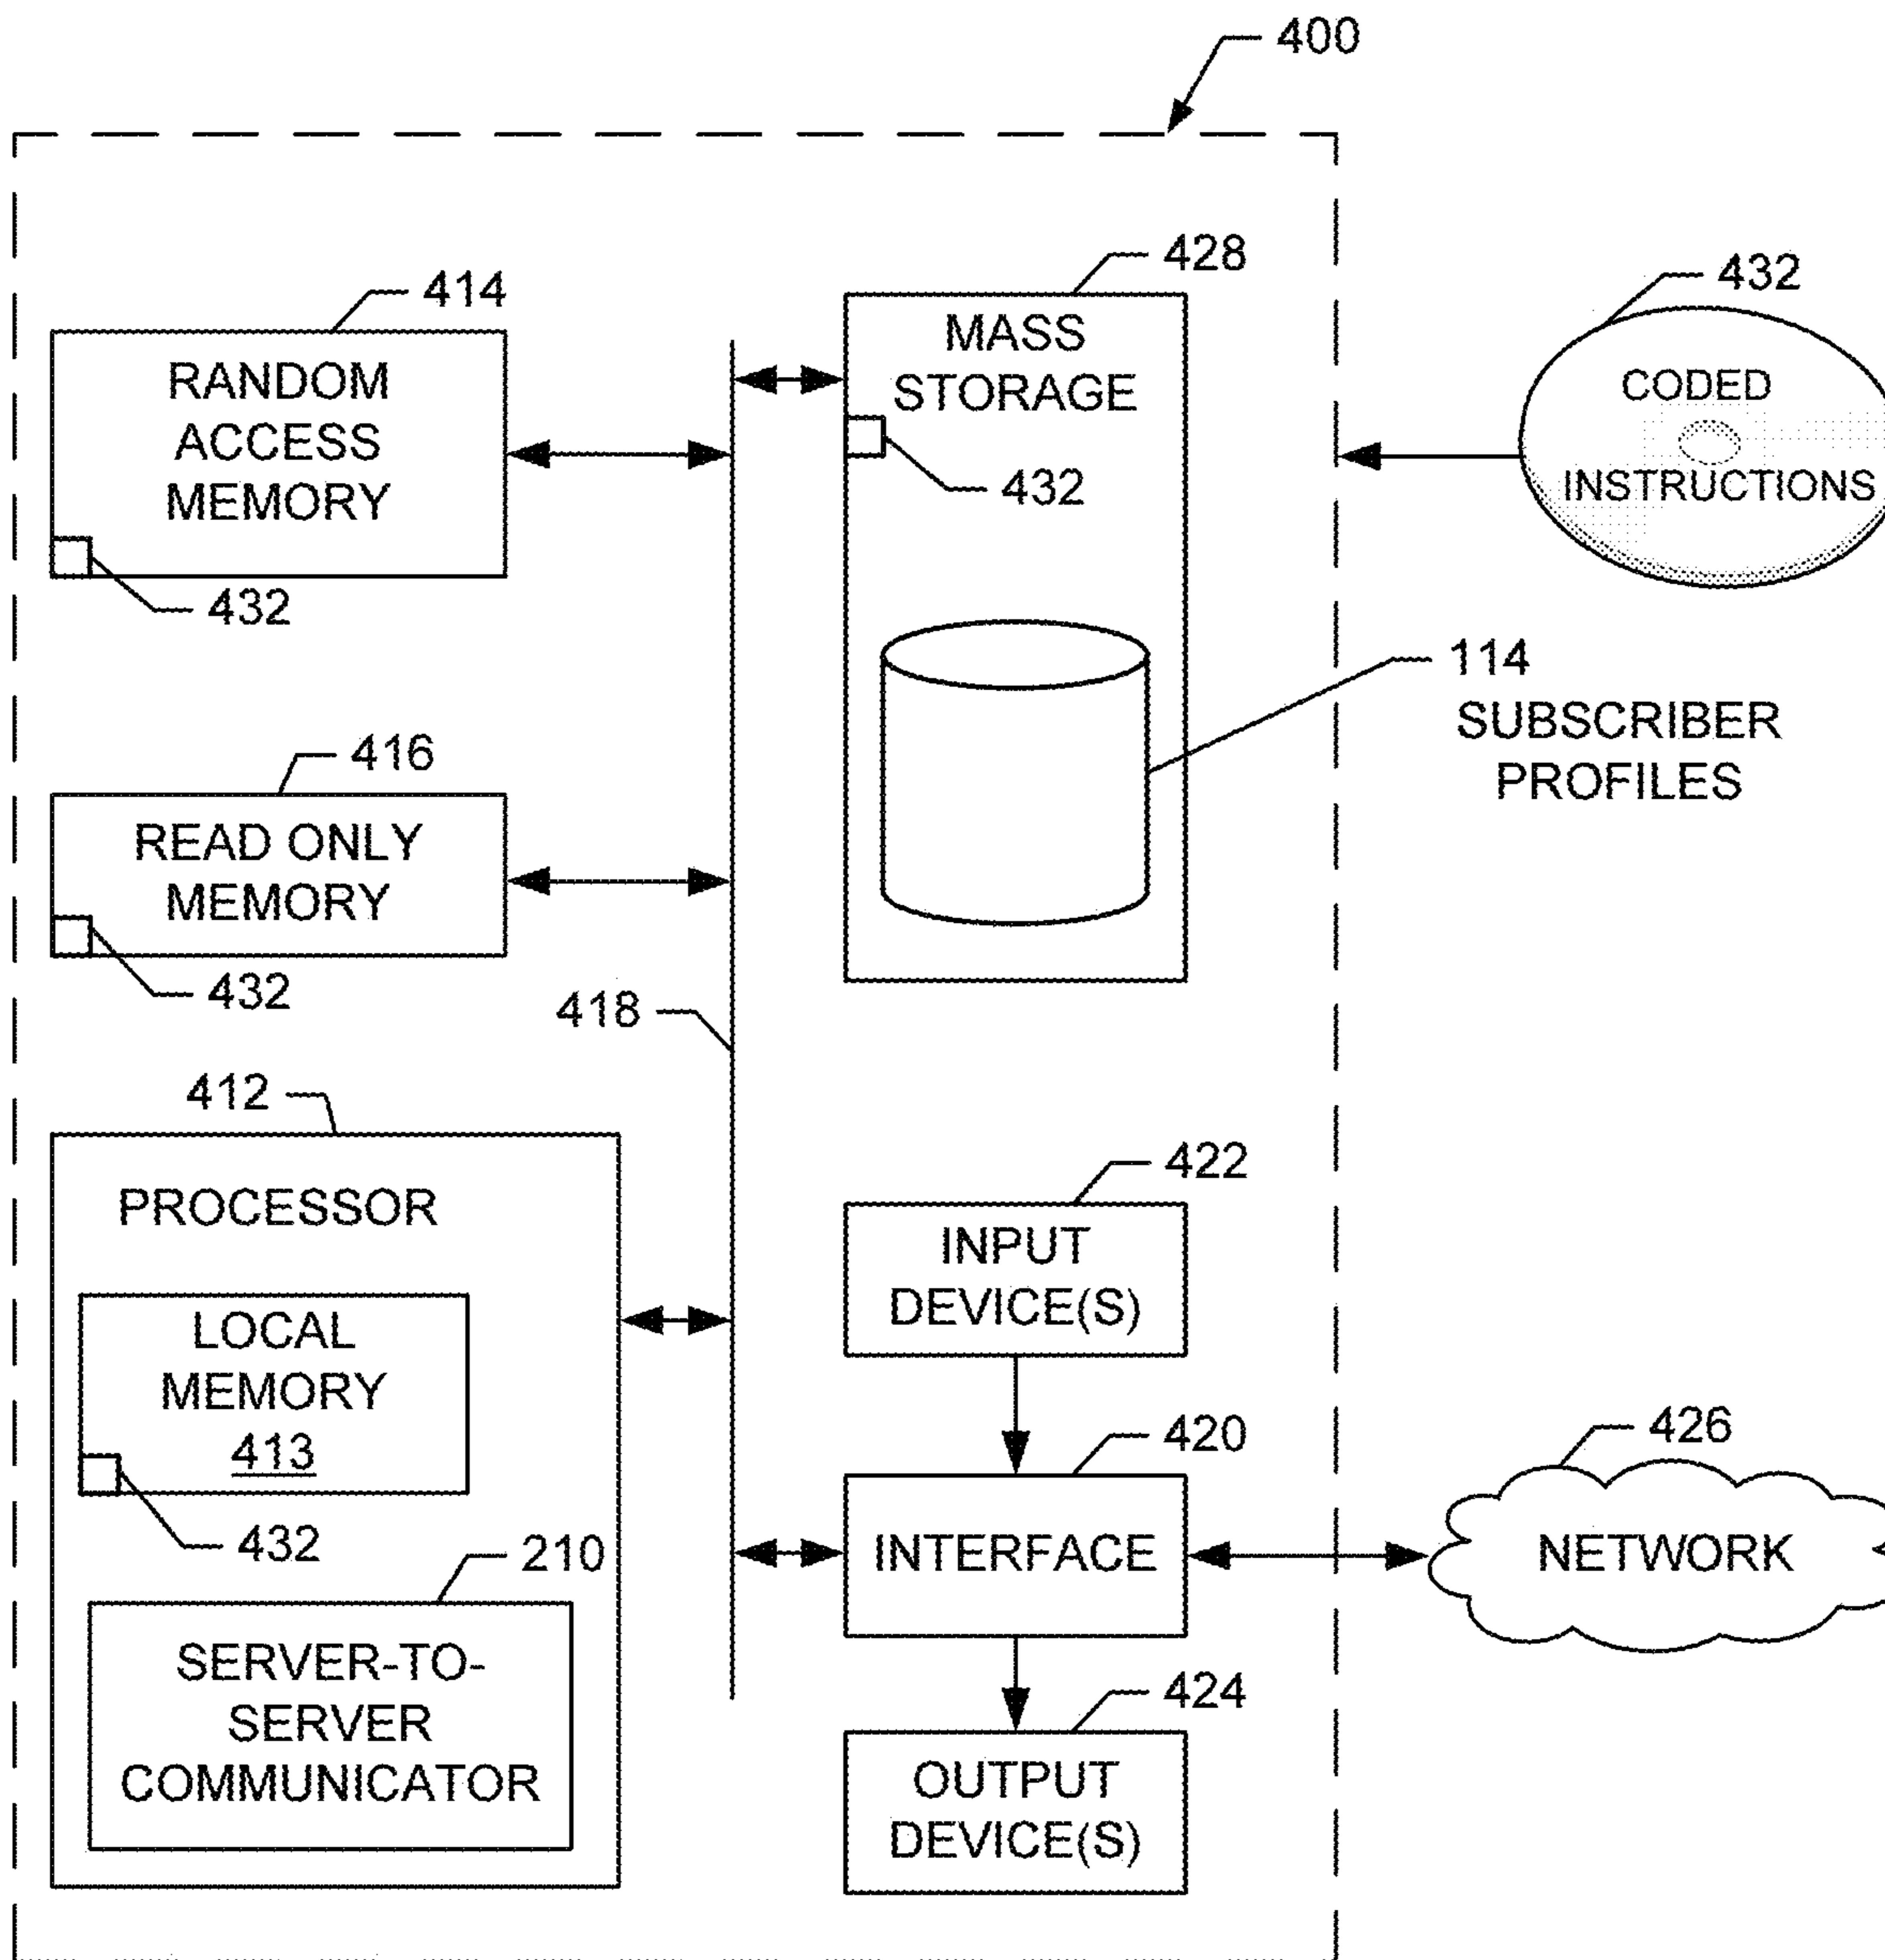 400
414
RANDOM
ACCESS
MEMORY
432
428
MASS
STORAGE
432
432
CODED
INSTRUCTIONS
114
SUBSCRIBER
PROFILES
416
READ ONLY
MEMORY
432
418
412
PROCESSOR
LOCAL
MEMORY
413
432
210
SERVER-TO-
SERVER
COMMUNICATOR
422
INPUT
DEVICE(S)
420
INTERFACE
426
NETWORK
424
OUTPUT
DEVICE(S)